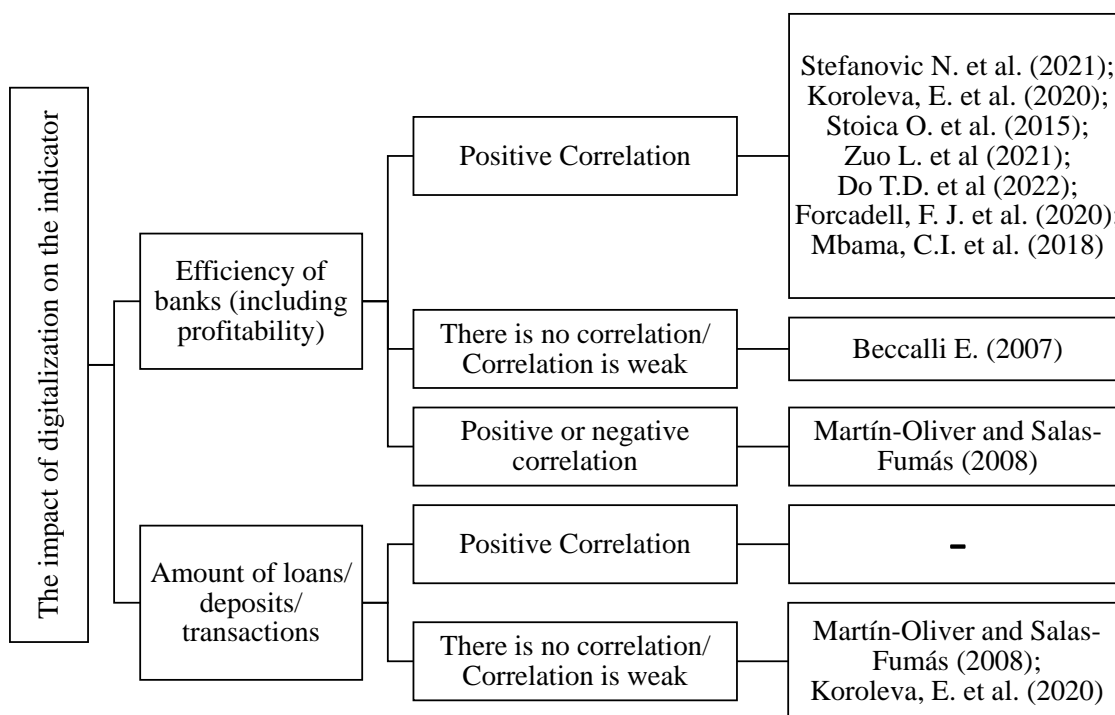 The impact of digitalization on the indicator
Efficiency of
banks (including
profitability)
Positive Correlation
Stefanovic N. et al. (2021);
Koroleva, E. et al. (2020);
Stoica O. et al. (2015);
Zuo L. et al (2021);
Do T.D. et al (2022);
Forcadell, F. J. et al. (2020);
Mbama, C.I. et al. (2018)
There is no correlation/
Correlation is weak
Beccalli E. (2007)
Positive or negative
correlation
Martín-Oliver and Salas-
Fumás (2008)
Amount of loans/
deposits/
transactions
Positive Correlation
–
There is no correlation/
Correlation is weak
Martín-Oliver and Salas-
Fumás (2008);
Koroleva, E. et al. (2020)